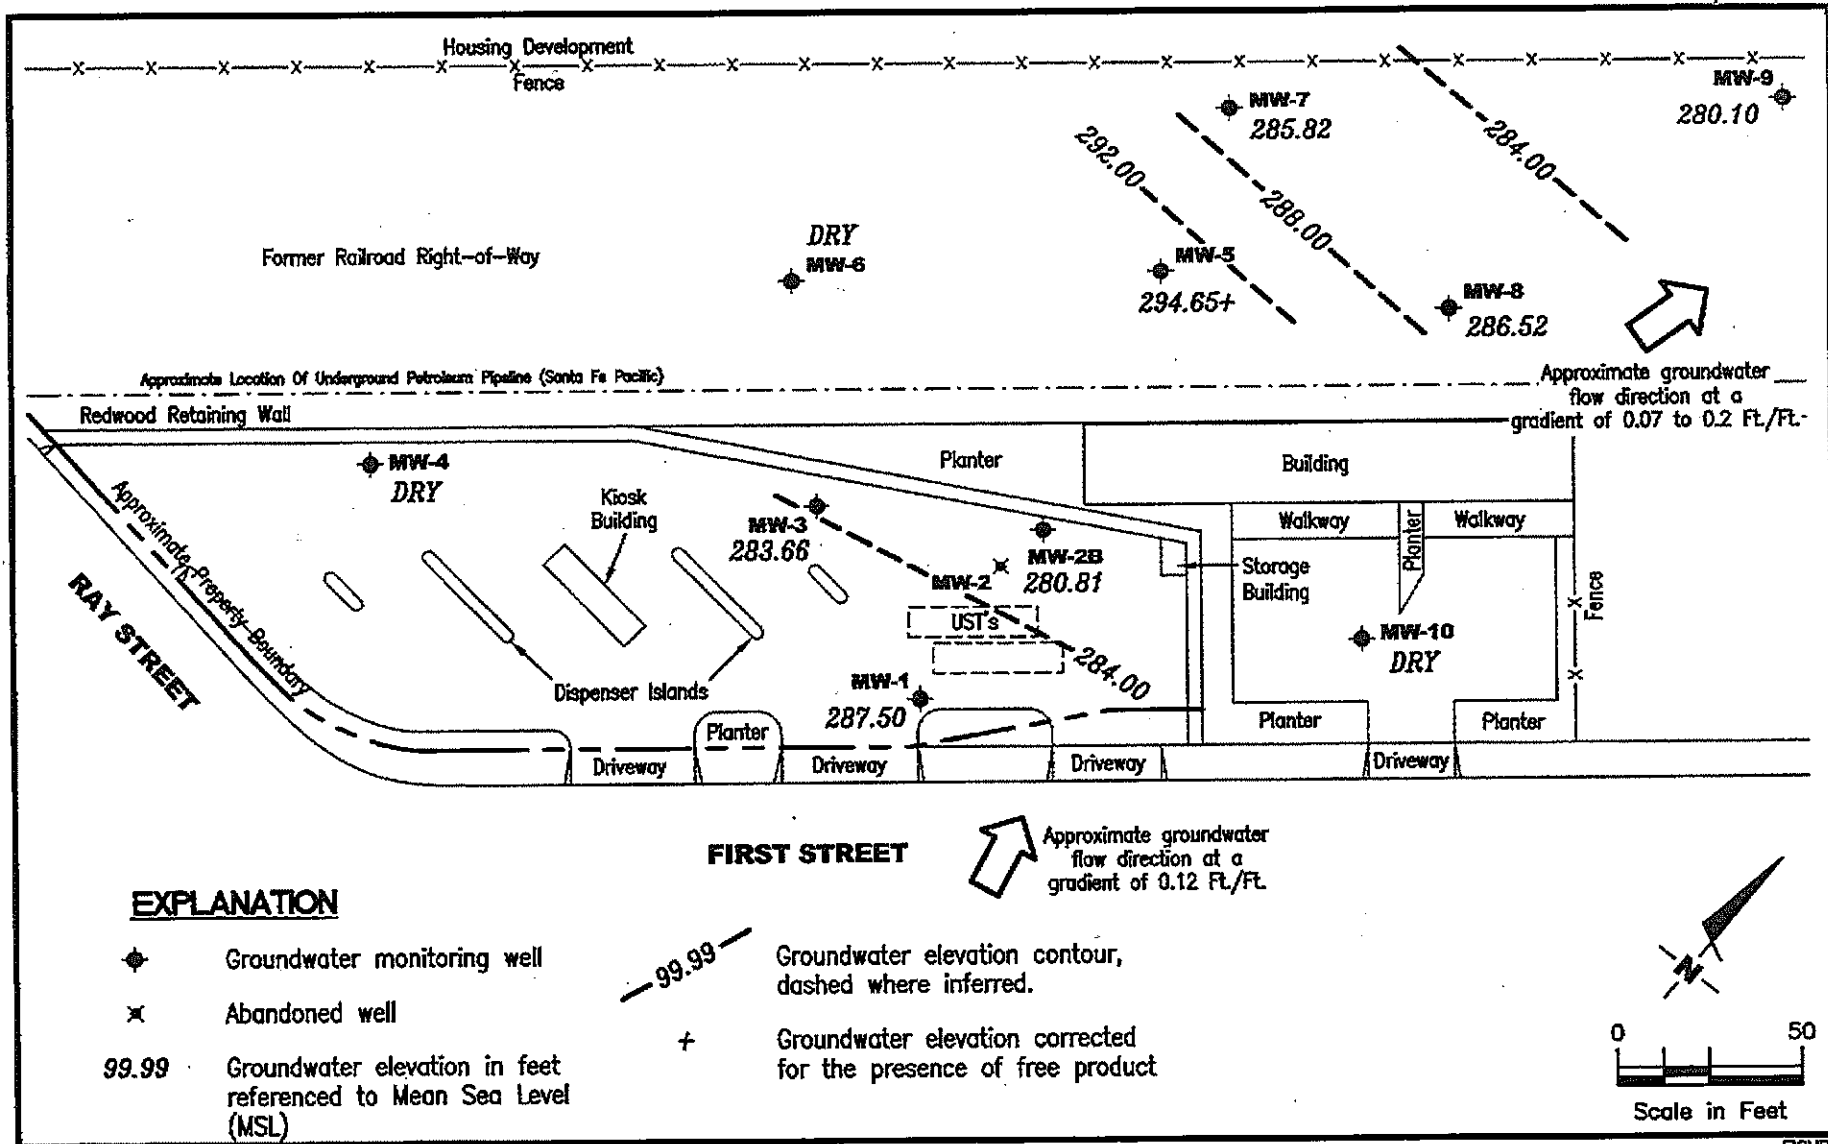 Housing Development
Fence
MW-9
280.10
MW-7
285.82
292.00
288.00
284.00
Former Railroad Right-of-Way
DRY
MW-6
MW-5
294.65+
MW-8
286.52
Approximate Location Of Underground Petroleum Pipeline (Santa Fe Pacific)
Approximate groundwater
flow direction at a
gradient of 0.07 to 0.2 Ft./Ft.
Redwood Retaining Wall
MW-4
DRY
Planter
Building
Kiosk
Building
MW-3
283.66
Walkway
Planter
Walkway
MW-2B
280.81
MW-2
Storage
Building
Fence
Approximate Property Boundary
RAY STREET
UST's
MW-10
DRY
284.00
Dispenser Islands
MW-1
287.50
Planter
Planter
Planter
Driveway
Driveway
Driveway
Driveway
FIRST STREET
Approximate groundwater
flow direction at a
gradient of 0.12 Ft./Ft.
EXPLANATION
Groundwater monitoring well
Abandoned well
99.99 Groundwater elevation in feet
referenced to Mean Sea Level
(MSL)
99.99 Groundwater elevation contour,
dashed where inferred.
+ Groundwater elevation corrected
for the presence of free product
N
0 50
Scale in Feet